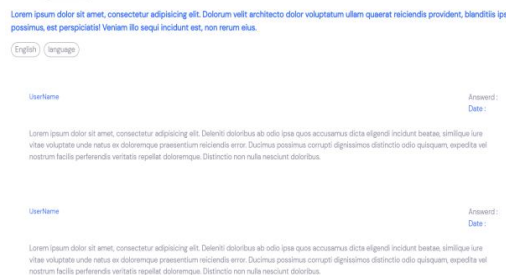 Lorem ipsum dolor sit amet, consectetur adipisicing elit. Dolorum velit architecto dolor voluptatum ullam quaerat reiciendis provident, blanditiis ips
possimus, est perspiciatis! Veniam illo sequi incidunt est, non rerum eius.
English language
UserName Answerd :
Date :
Lorem ipsum dolor sit amet, consectetur adipisicing elit. Deleniti doloribus ab odio ipsa quos accusamus dicta eligendi incidunt beatae, similique iure
vitae voluptate unde natus ex doloremque praesentium reiciendis error. Ducimus possimus corrupti dignissimos distinctio odio quisquam, expedita vel
nostrum facilis perferendis veritatis repellat doloremque. Distinctio non nulla nesciunt doloribus.
UserName Answerd :
Date :
Lorem ipsum dolor sit amet, consectetur adipisicing elit. Deleniti doloribus ab odio ipsa quos accusamus dicta eligendi incidunt beatae, similique iure
vitae voluptate unde natus ex doloremque praesentium reiciendis error. Ducimus possimus corrupti dignissimos distinctio odio quisquam, expedita vel
nostrum facilis perferendis veritatis repellat doloremque. Distinctio non nulla nesciunt doloribus.